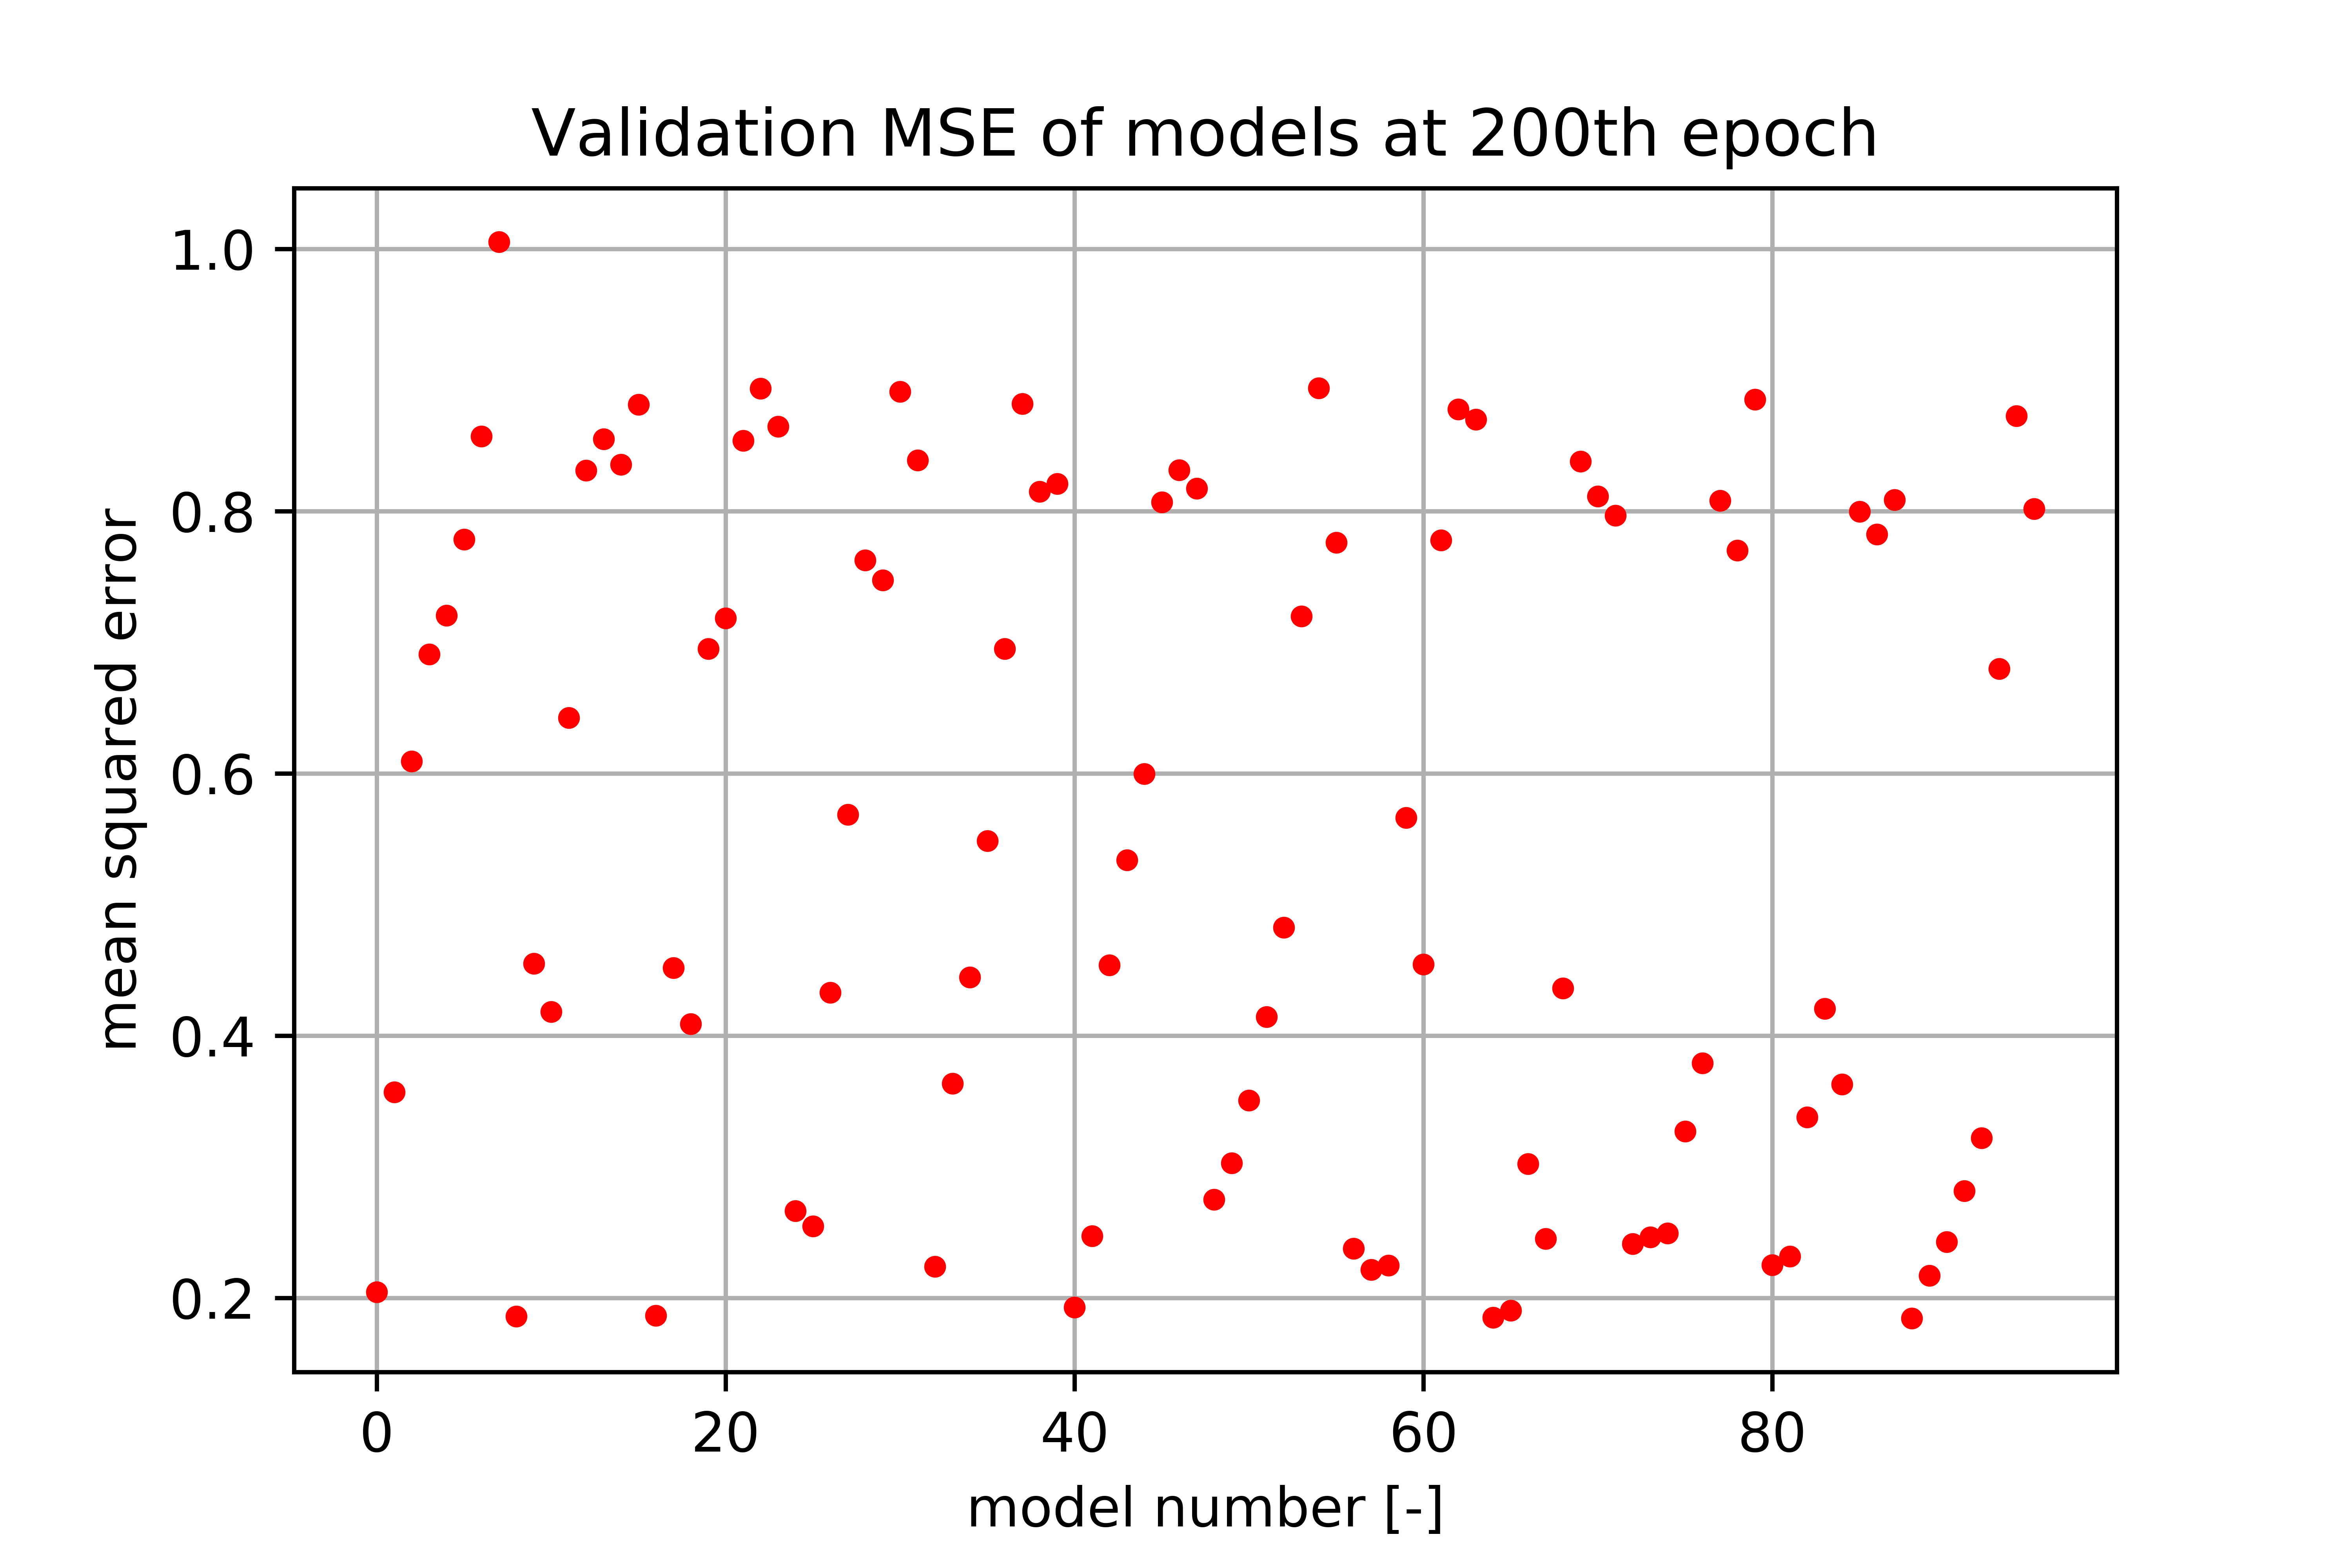 Validation MSE of models at 200th epoch
mean squared error
1.0
0.8
0.6
0.4
0.2
0 20 40 60 80
model number [-]